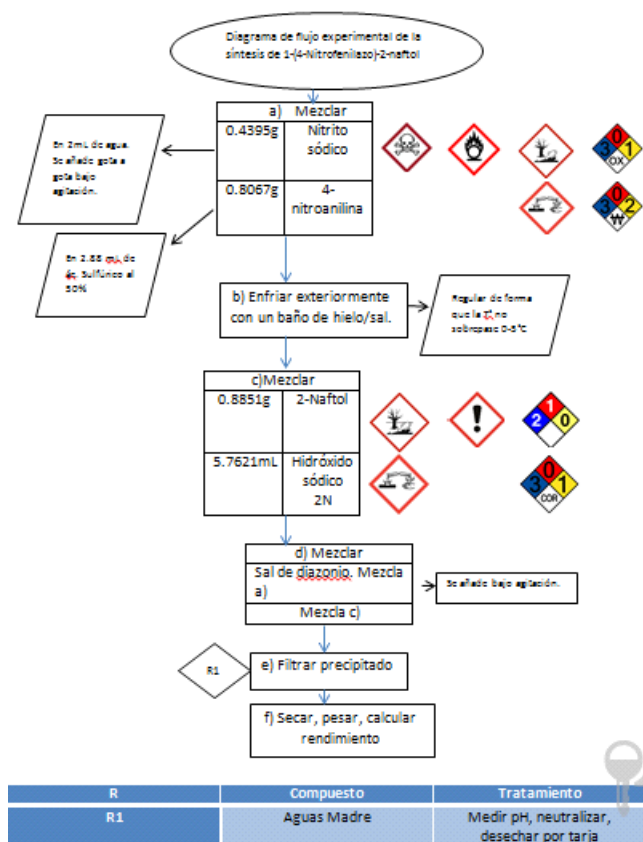 Diagrama de flujo experimental de la
síntesis de 1-(4-Nitrofenilazo)-2-naftol
a) Mezclar
0.4395g Nitrito
sódico
0.8067g 4-
nitroanilina
En 2mL de agua.
Se añade gota a
gota bajo
agitación.
En 2.88 mL de
ác. Sulfúrico al
30%
3 0 1 OX
3 0 2 W
b) Enfriar exteriormente
con un baño de hielo/sal.
Regular de forma
que la T° no
sobrepase 0-5°C
c)Mezclar
0.8851g 2-Naftol
5.7621mL Hidróxido
sódico
2N
2 1 0
3 0 1 COR
d) Mezclar
Sal de diazonio. Mezcla
a)
Mezcla c)
Se añade bajo agitación.
R1
e) Filtrar precipitado
f) Secar, pesar, calcular
rendimiento
R Compuesto Tratamiento
R1 Aguas Madre Medir pH, neutralizar,
desechar por tarja